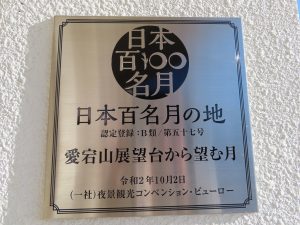 日本
百100
名月
日本百名月の地
認定登録:B類/第五十七号
愛宕山展望台から望む月
令和2年10月2日
(一社)夜景観光コンベンション・ビューロー